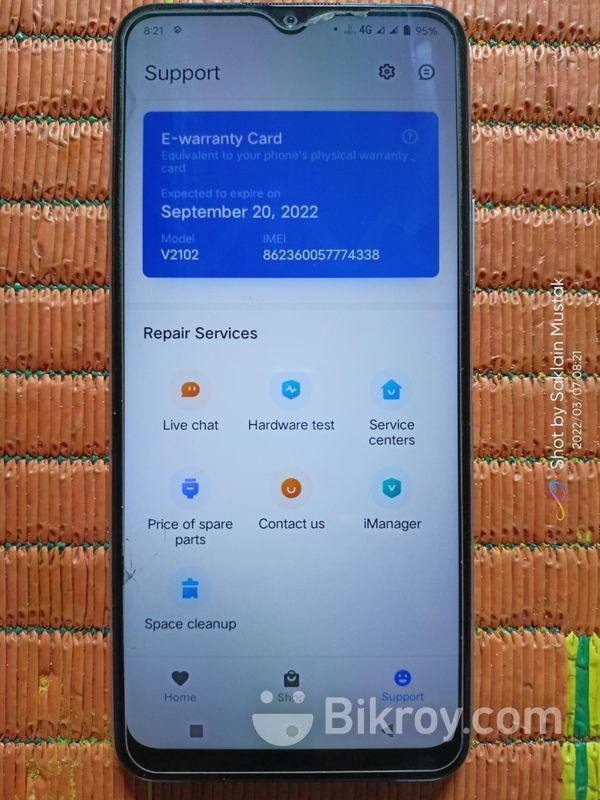 8:21 4G 95%
Support
E-warranty Card
Equivalent to your phone's physical warranty
card
Expected to expire on
September 20, 2022
Model IMEI
V2102 862360057774338
Repair Services
Live chat Hardware test Service
centers
Price of spare
parts Contact us iManager
Space cleanup
Home Shop Support
Bikroy.com
Shot by Saklain Mustak
2022/03/07 08:21